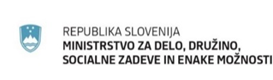 REPUBLIKA SLOVENIJA
MINISTRSTVO ZA DELO, DRUŽINO,
SOCIALNE ZADEVE IN ENAKE MOŽNOSTI